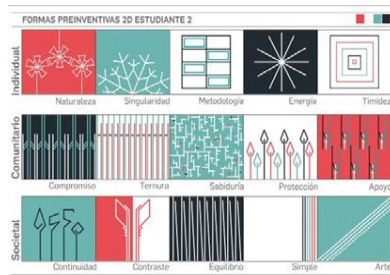 FORMAS PREINVENTIVAS 2D ESTUDIANTE 2
Individual
Naturaleza Singularidad Metodología Energía Timidez
Comunitario
Compromiso Ternura Sabiduría Protección Apoyo
Societal
Continuidad Contraste Equilibrio Simple Arte